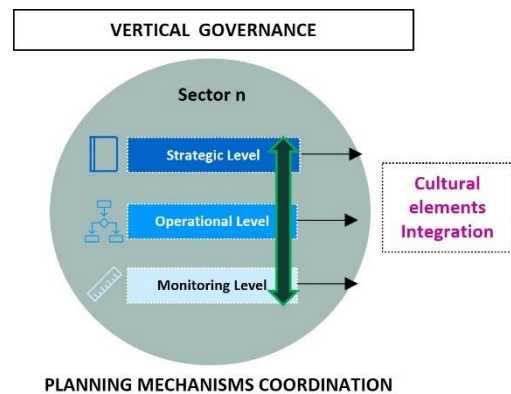 VERTICAL GOVERNANCE
Sector n
Strategic Level
Operational Level
Monitoring Level
Cultural
elements
Integration
PLANNING MECHANISMS COORDINATION